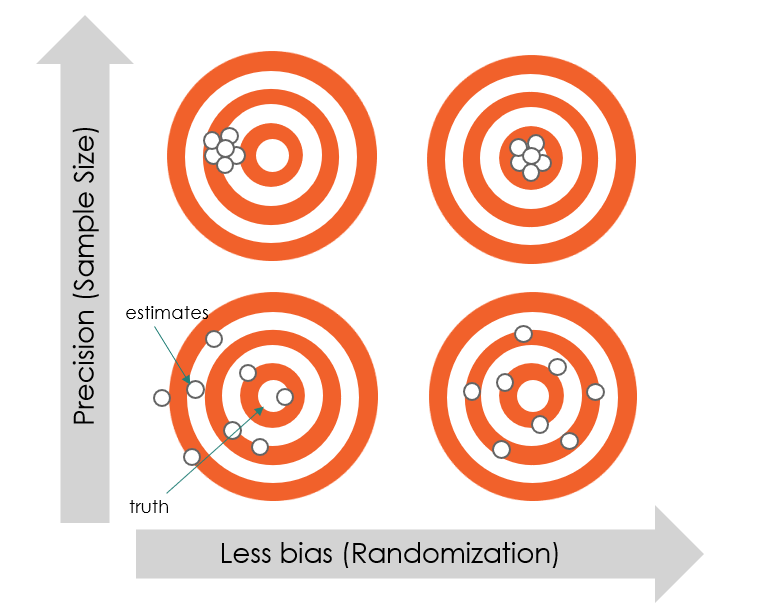 Precision (Sample Size)
estimates
truth
Less bias (Randomization)